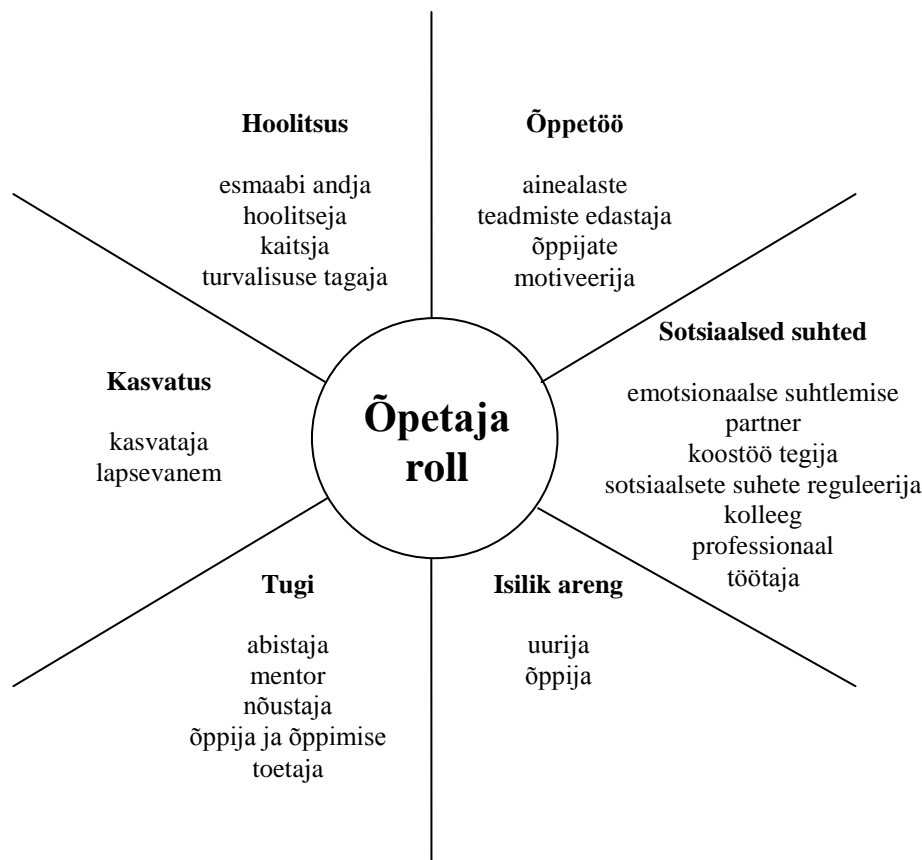 Hoolitsus
esmaabi andja
hoolitseja
kaitsja
turvalisuse tagaja
Õppetöö
ainealaste
teadmiste edastaja
õppijate
motiveerija
Sotsiaalsed suhted
emotsionaalse suhtlemise
partner
koostöö tegija
sotsiaalsete suhete reguleerija
kolleeg
professionaal
töötaja
Kasvatus
kasvataja
lapsevanem
Õpetaja
roll
Tugi
abistaja
mentor
nõustaja
õppija ja õppimise
toetaja
Isilik areng
uurija
õppija